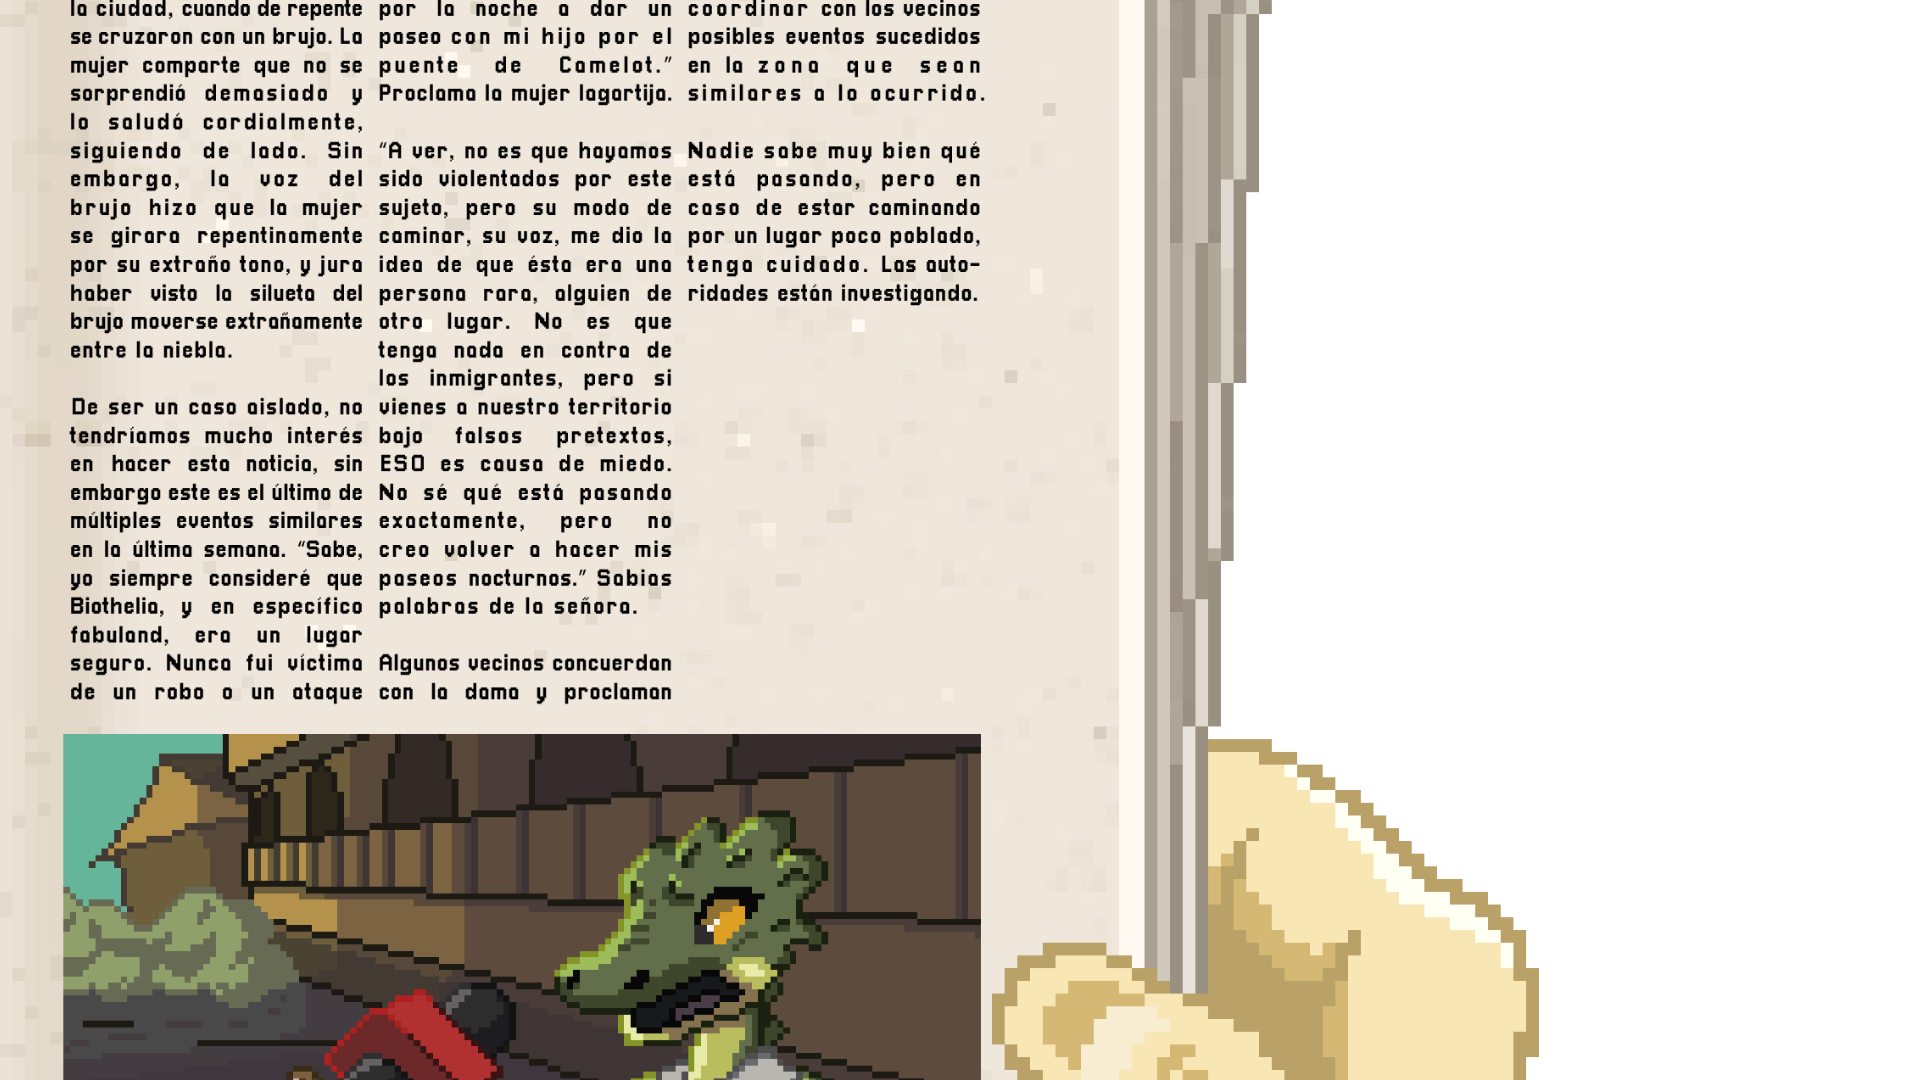 la ciudad, cuando de repente
se cruzaron con un brujo. La
mujer comparte que no se
sorprendió demasiado y
lo saludó cordialmente,
siguiendo de lado. Sin
embargo, la voz del
brujo hizo que la mujer
se girara repentinamente
por su extraño tono, y jura
haber visto la silueta del
brujo moverse extrañamente
entre la niebla.
De ser un caso aislado, no
tendríamos mucho interés
en hacer esta noticia, sin
embargo este es el último de
múltiples eventos similares
en la última semana. "Sabe,
yo siempre consideré que
Biothelia, y en específico
fabuland, era un lugar
seguro. Nunca fui víctima
de un robo o un ataque
por la noche a dar un
paseo con mi hijo por el
puente de Camelot."
Proclama la mujer lagartija.
"A ver, no es que hayamos
sido violentados por este
sujeto, pero su modo de
caminar, su voz, me dio la
idea de que ésta era una
persona rara, alguien de
otro lugar. No es que
tenga nada en contra de
los inmigrantes, pero si
vienes a nuestro territorio
bajo falsos pretextos,
ESO es causa de miedo.
No sé qué está pasando
exactamente, pero no
creo volver a hacer mis
paseos nocturnos." Sabias
palabras de la señora.
Algunos vecinos concuerdan
con la dama y proclaman
coordinar con los vecinos
posibles eventos sucedidos
en la zona que sean
similares a lo ocurrido.
Nadie sabe muy bien qué
está pasando, pero en
caso de estar caminando
por un lugar poco poblado,
tenga cuidado. Las auto-
ridades están investigando.